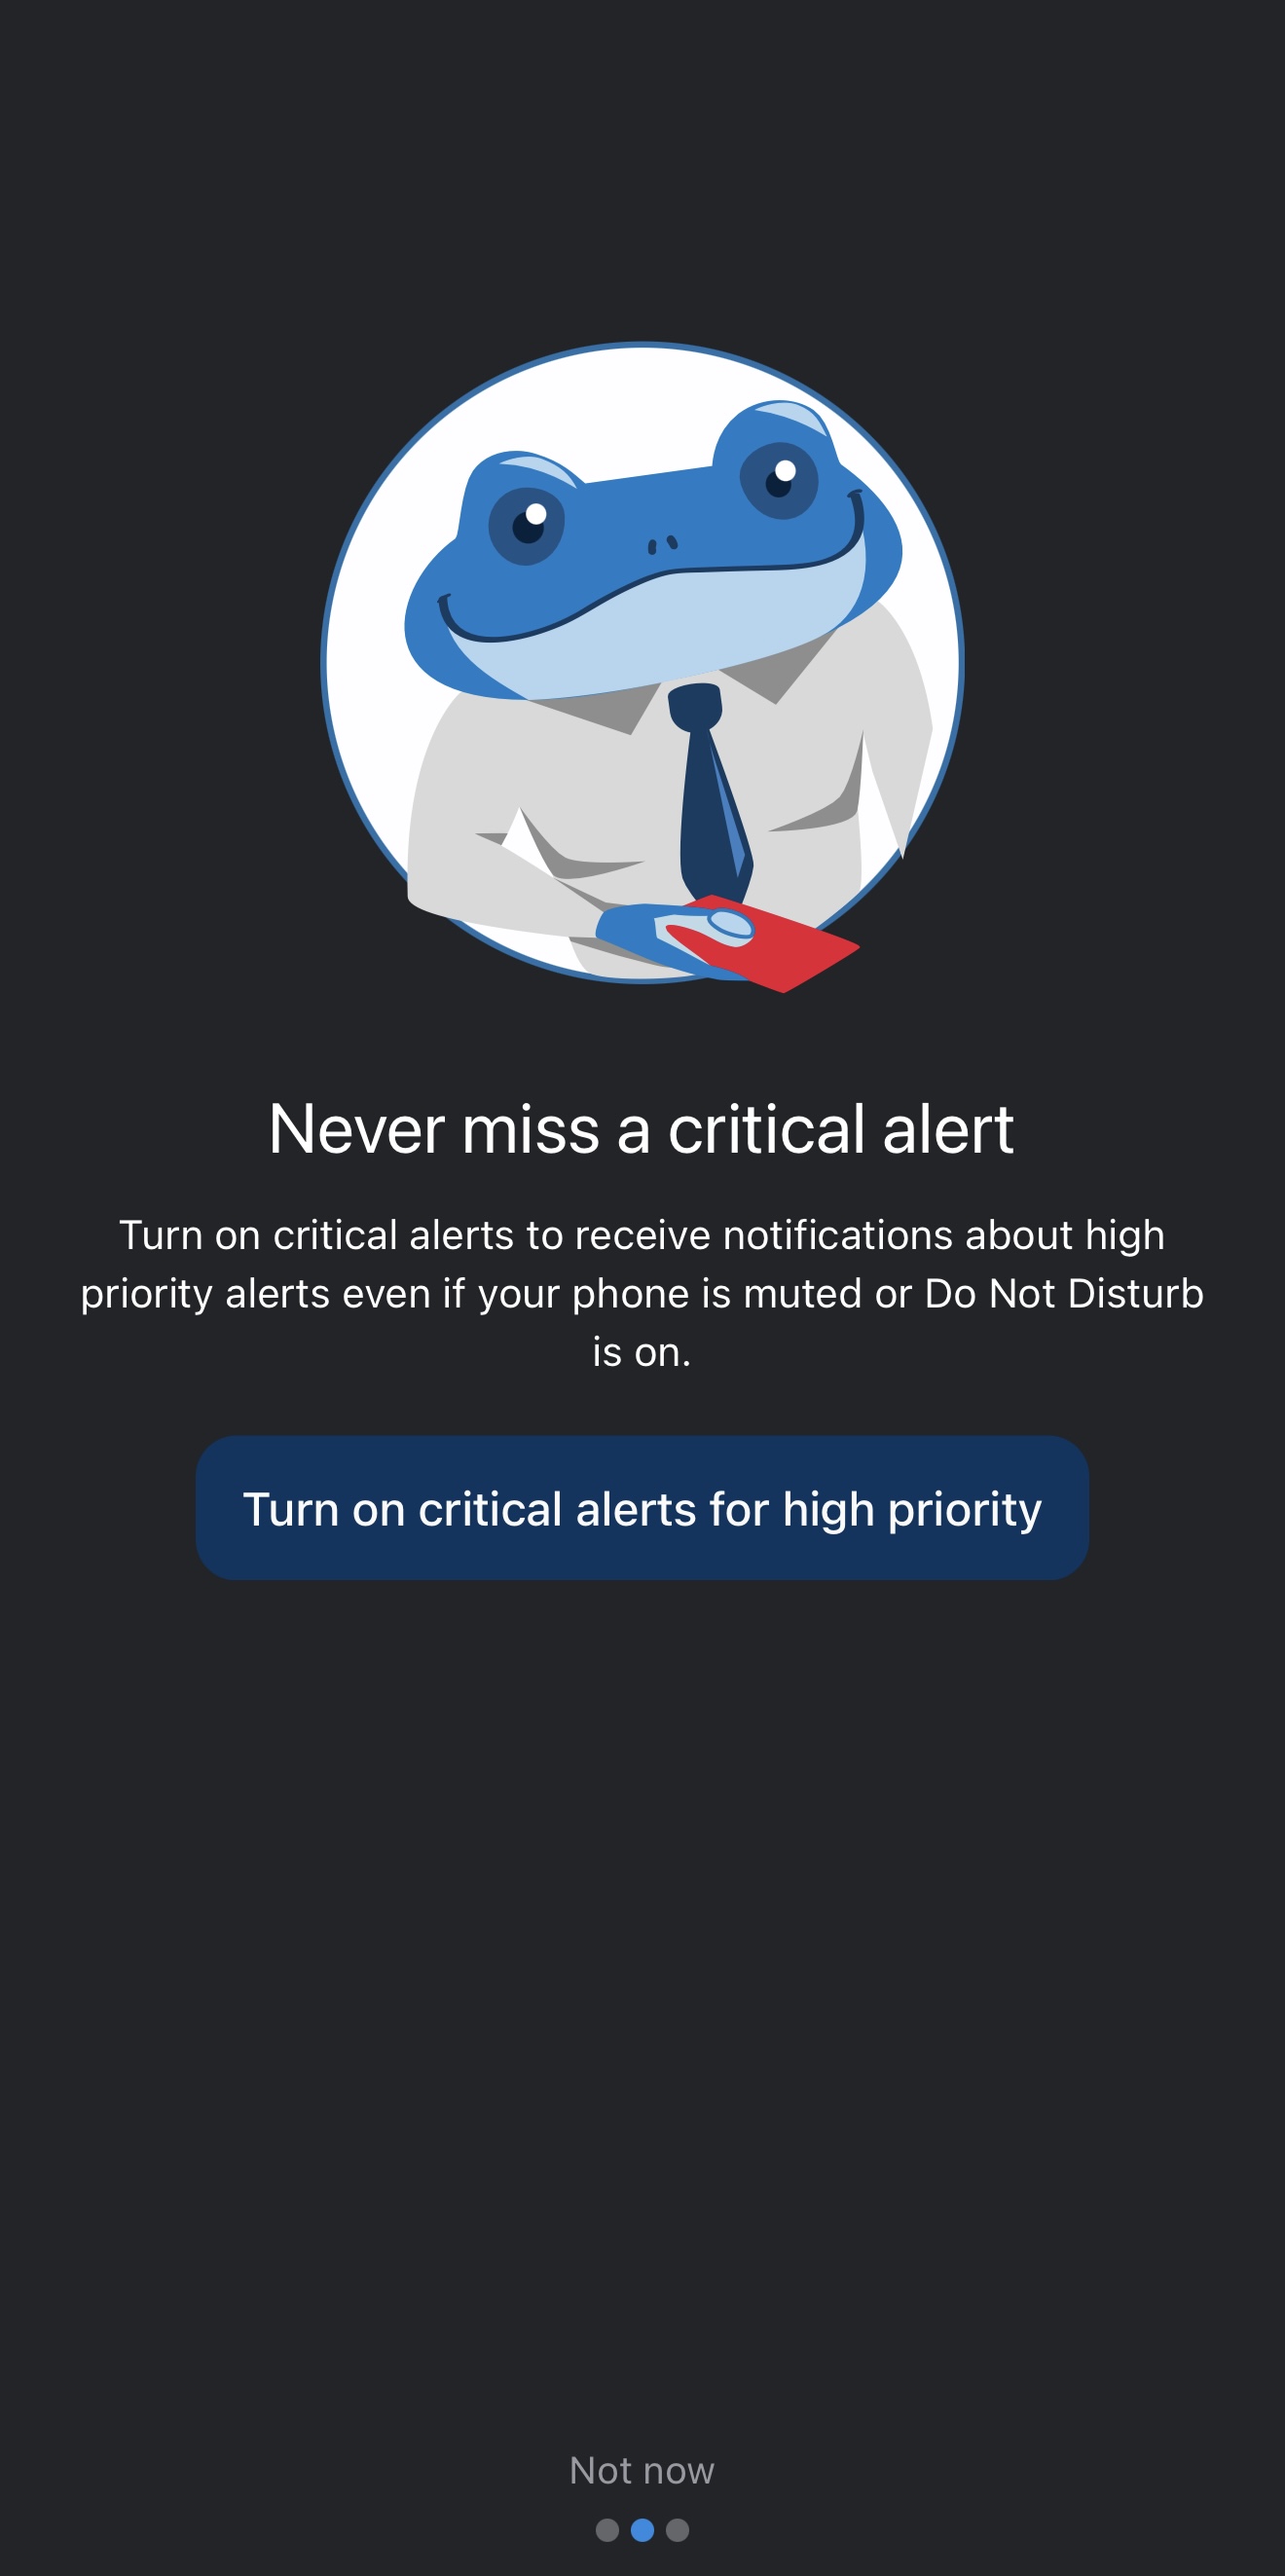 Never miss a critical alert
Turn on critical alerts to receive notifications about high
priority alerts even if your phone is muted or Do Not Disturb
is on.
Turn on critical alerts for high priority
Not now